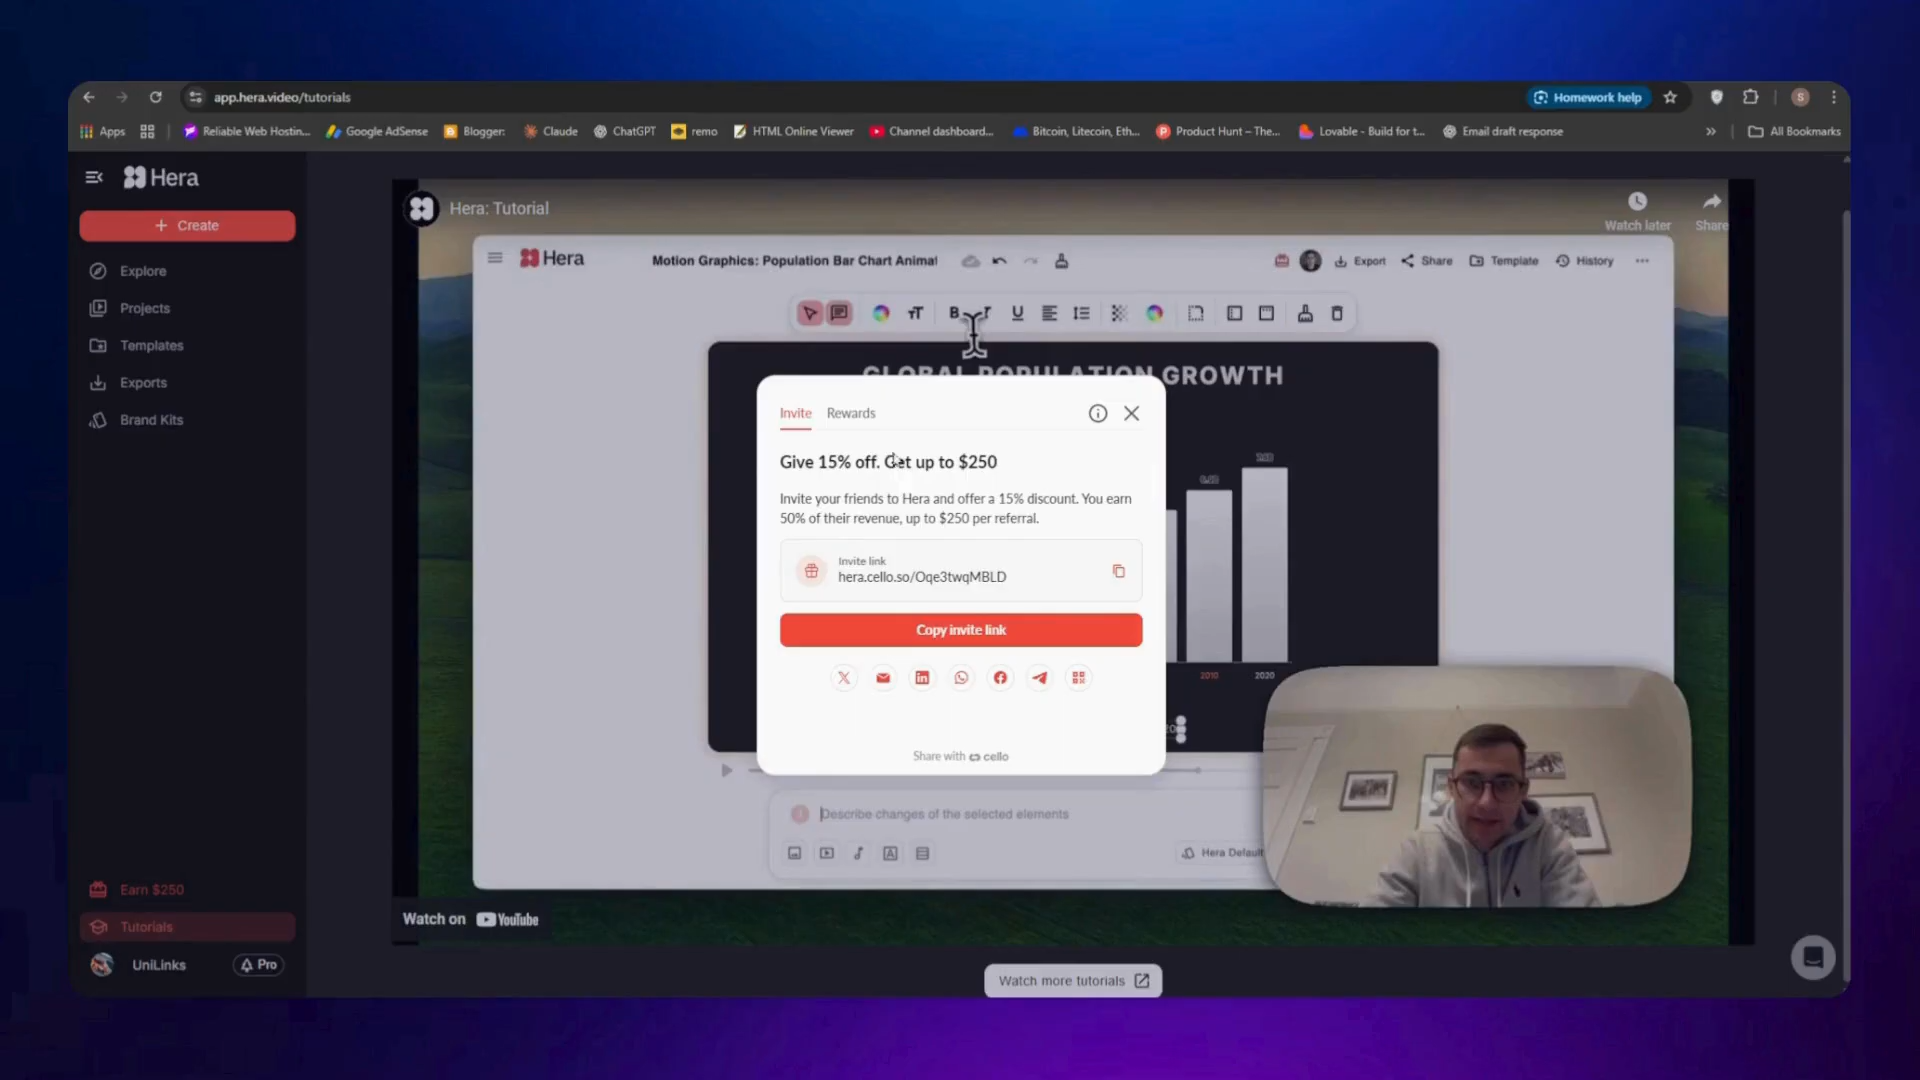 app.hera.video/tutorials
Homework help
S
Apps
Reliable Web Hostin...
Google AdSense
Blogger:
Claude
ChatGPT
remo
HTML Online Viewer
Channel dashboard...
Bitcoin, Litecoin, Eth...
Product Hunt – The...
Lovable - Build for t...
Email draft response
»
All Bookmarks
Hera
+ Create
Explore
Projects
Templates
Exports
Brand Kits
Earn $250
Tutorials
UniLinks
Pro
Hera: Tutorial
Watch later
Share
Hera
Motion Graphics: Population Bar Chart Animat
Export
Share
Template
History
GLOBAL POPULATION GROWTH
Invite
Rewards
Give 15% off. Get up to $250
Invite your friends to Hera and offer a 15% discount. You earn
50% of their revenue, up to $250 per referral.
Invite link
hera.cello.so/Oqe3twqMBLD
Copy invite link
Share with cello
2010
2020
Describe changes of the selected elements
Hera Default
Watch on YouTube
Watch more tutorials